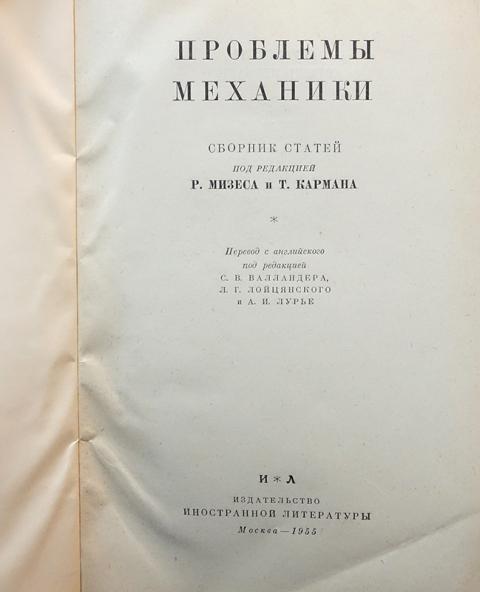 ПРОБЛЕМЫ
МЕХАНИКИ
СБОРНИК СТАТЕЙ
ПОД РЕДАКЦИЕЙ
Р. МИЗЕСА и Т. КАРМАНА
*
Перевод с английского
под редакцией
С. В. ВАЛЛАНДЕРА,
Л. Г. ЛОЙЦЯНСКОГО
и А. И. ЛУРЬЕ
И * Л
ИЗДАТЕЛЬСТВО
ИНОСТРАННОЙ ЛИТЕРАТУРЫ
Москва — 1955